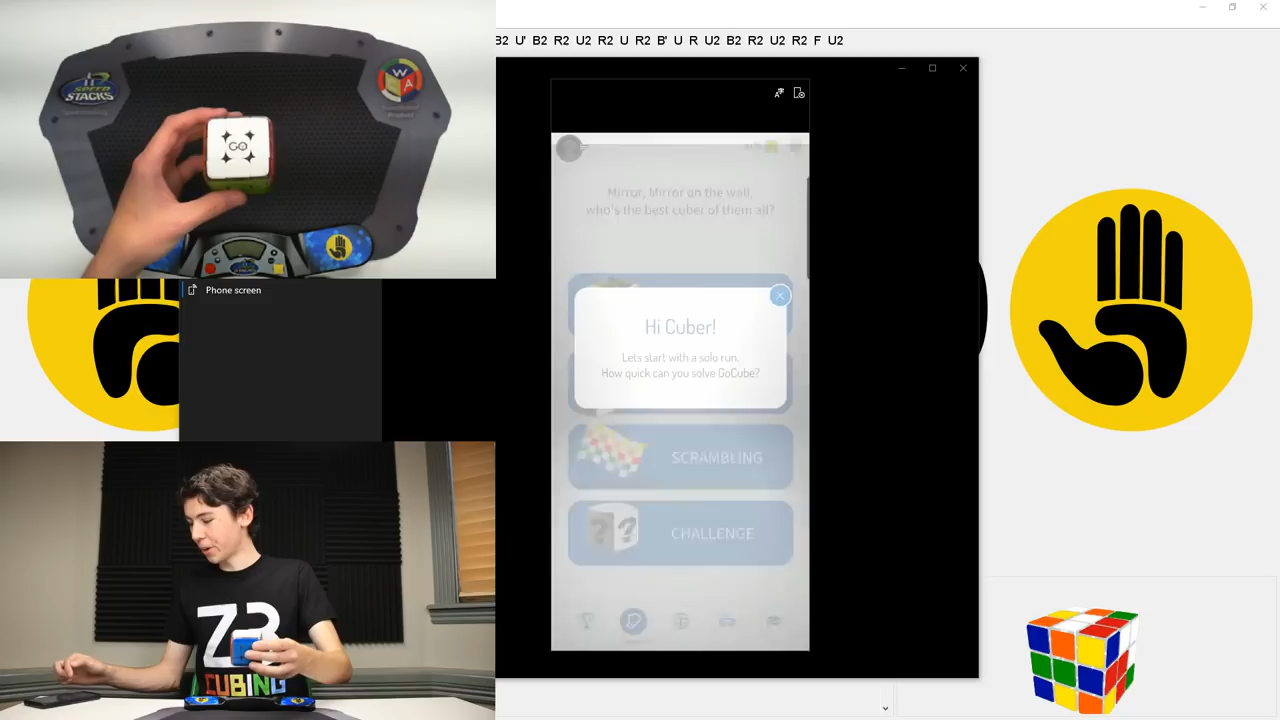 B2 U' B2 R2 U2 R2 U R2 B' U R U2 B2 R2 U2 R2 F U2
SPEED
STACKS
W
A
GO
Mirror, Mirror on the wall,
who's the best cuber of them all?
Phone screen
Hi Cuber!
Lets start with a solo run.
How quick can you solve GoCube?
SCRAMBLING
CHALLENGE
Z3
CUBING